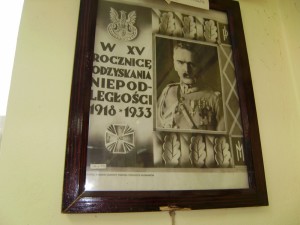 W XV
ROCZNICĘ
ODZYSKANIA
NIEPOD-
LEGŁOŚCI
1918-1933